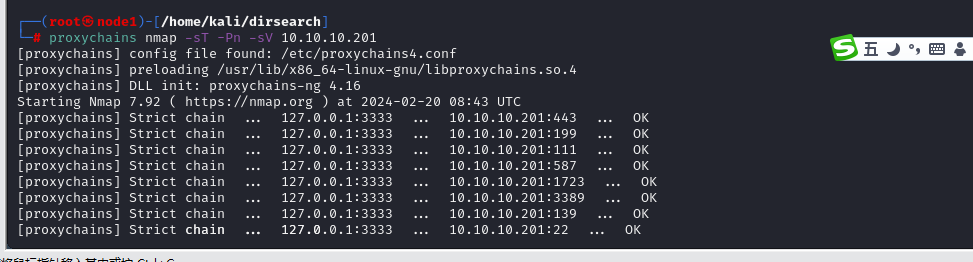 ┌──(root㉿node1)-[/home/kali/dirsearch]
└─# proxychains nmap -sT -Pn -sV 10.10.10.201
[proxychains] config file found: /etc/proxychains4.conf
[proxychains] preloading /usr/lib/x86_64-linux-gnu/libproxychains.so.4
[proxychains] DLL init: proxychains-ng 4.16
Starting Nmap 7.92 ( https://nmap.org ) at 2024-02-20 08:43 UTC
[proxychains] Strict chain ... 127.0.0.1:3333 ... 10.10.10.201:443 ... OK
[proxychains] Strict chain ... 127.0.0.1:3333 ... 10.10.10.201:199 ... OK
[proxychains] Strict chain ... 127.0.0.1:3333 ... 10.10.10.201:111 ... OK
[proxychains] Strict chain ... 127.0.0.1:3333 ... 10.10.10.201:587 ... OK
[proxychains] Strict chain ... 127.0.0.1:3333 ... 10.10.10.201:1723 ... OK
[proxychains] Strict chain ... 127.0.0.1:3333 ... 10.10.10.201:3389 ... OK
[proxychains] Strict chain ... 127.0.0.1:3333 ... 10.10.10.201:139 ... OK
[proxychains] Strict chain ... 127.0.0.1:3333 ... 10.10.10.201:22 ... OK
S 五